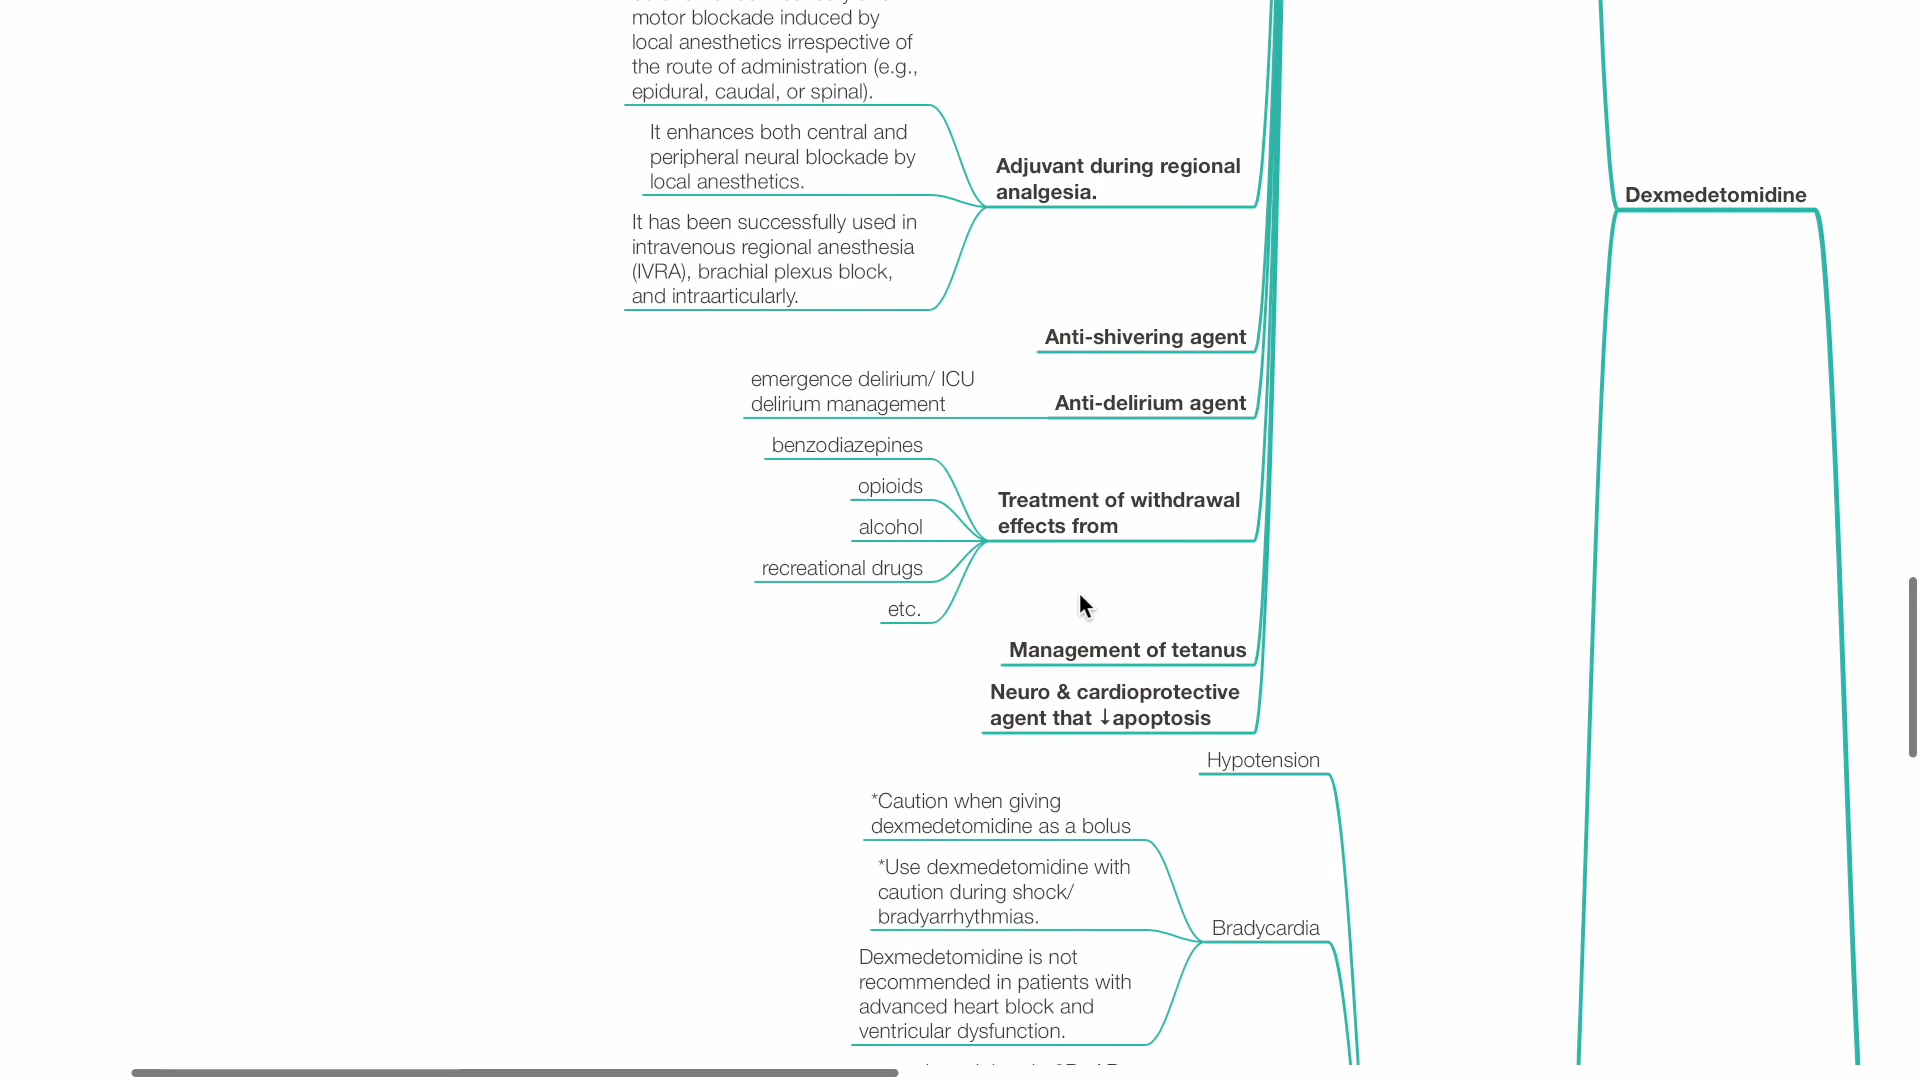 motor blockade induced by
local anesthetics irrespective of
the route of administration (e.g.,
epidural, caudal, or spinal).
It enhances both central and
peripheral neural blockade by
local anesthetics.
It has been successfully used in
intravenous regional anesthesia
(IVRA), brachial plexus block,
and intraarticularly.
Adjuvant during regional
analgesia.
Dexmedetomidine
Anti-shivering agent
emergence delirium/ ICU
delirium management
Anti-delirium agent
benzodiazepines
opioids
alcohol
recreational drugs
etc.
Treatment of withdrawal
effects from
Management of tetanus
Neuro & cardioprotective
agent that ↓apoptosis
Hypotension
*Caution when giving
dexmedetomidine as a bolus
*Use dexmedetomidine with
caution during shock/
bradyarrhythmias.
Dexmedetomidine is not
recommended in patients with
advanced heart block and
ventricular dysfunction.
Bradycardia